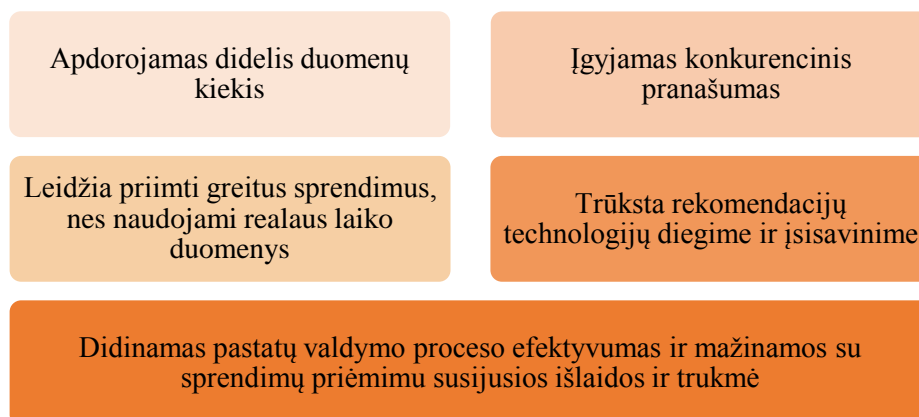 Apdorojamas didelis duomenų
kiekis
Įgyjamas konkurencinis
pranašumas
Leidžia priimti greitus sprendimus,
nes naudojami realaus laiko
duomenys
Trūksta rekomendacijų
technologijų diegime ir įsisavinime
Didinamas pastatų valdymo proceso efektyvumas ir mažinamos su
sprendimų priėmimu susijusios išlaidos ir trukmė